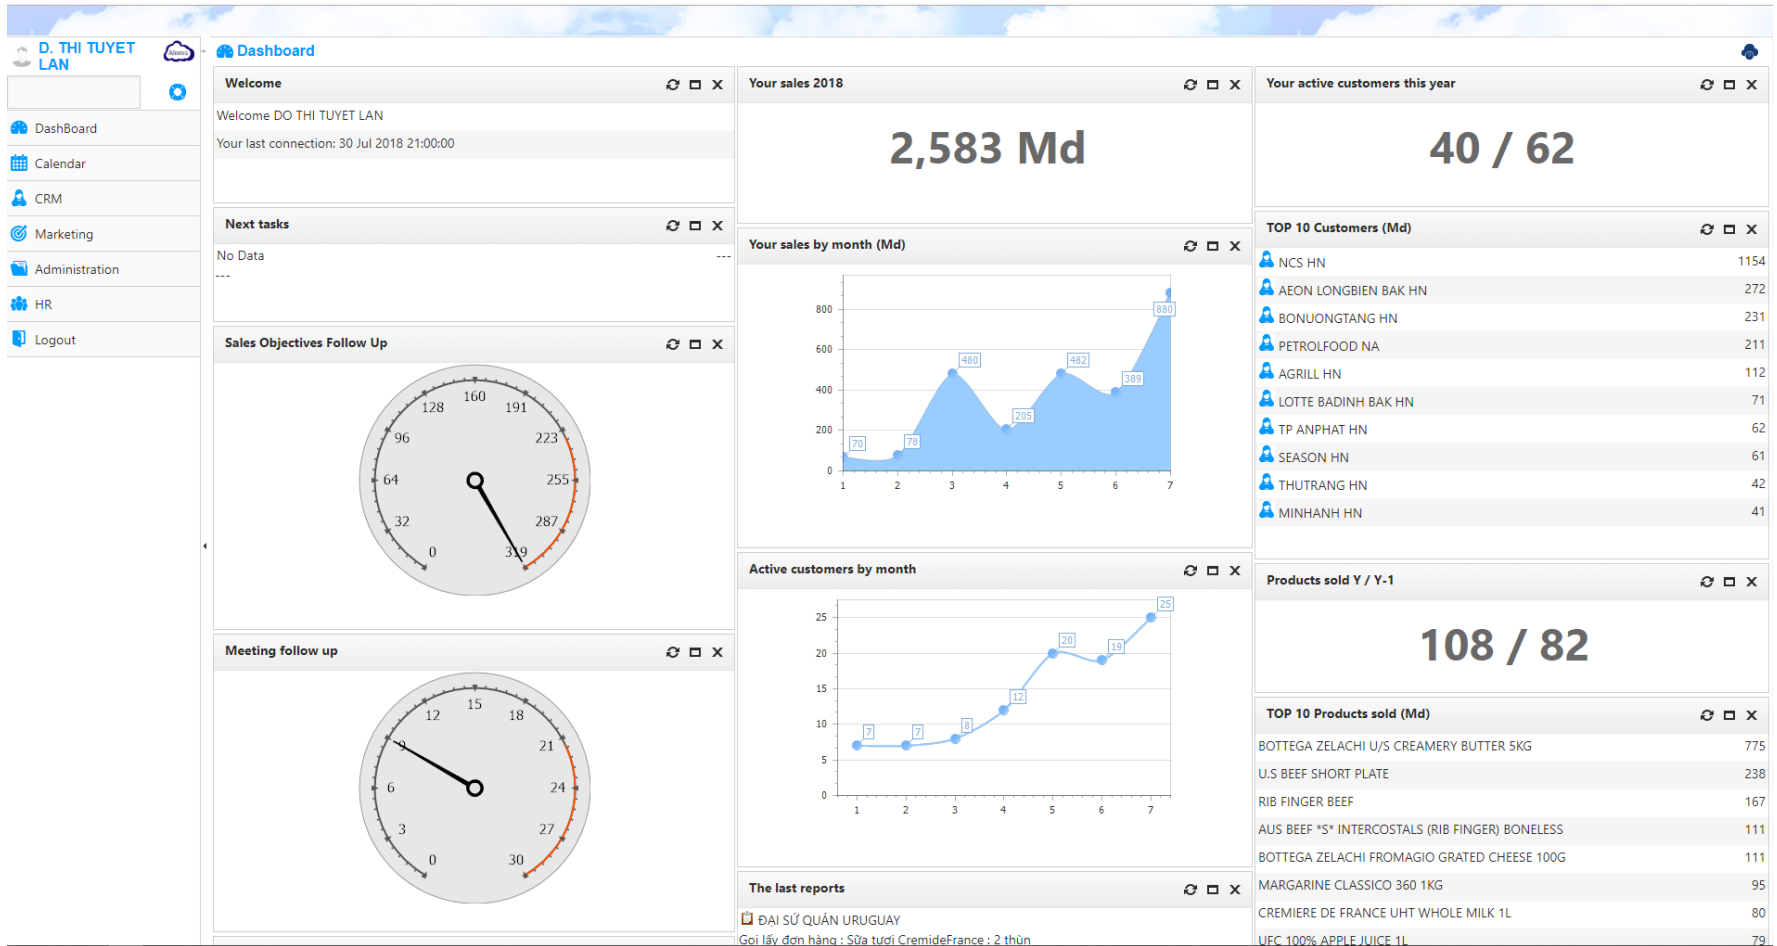 D. THI TUYET
LAN
Atemis
DashBoard
Calendar
CRM
Marketing
Administration
HR
Logout
Dashboard
Welcome
Welcome DO THI TUYET LAN
Your last connection: 30 Jul 2018 21:00:00
Next tasks
No Data ---
---
Sales Objectives Follow Up
0
32
64
96
128
160
191
223
255
287
319
Meeting follow up
0
3
6
9
12
15
18
21
24
27
30
Your sales 2018
2,583 Md
Your sales by month (Md)
800
600
400
200
0
70
78
480
205
482
389
880
1 2 3 4 5 6 7
Active customers by month
25
20
15
10
5
0
7
7
8
12
20
19
25
1 2 3 4 5 6 7
The last reports
ĐẠI SỨ QUÁN URUGUAY
Gọi lấy đơn hàng : Sữa tươi CremideFrance : 2 thùn
Your active customers this year
40 / 62
TOP 10 Customers (Md)
NCS HN 1154
AEON LONGBIEN BAK HN 272
BONUONGTANG HN 231
PETROLFOOD NA 211
AGRILL HN 112
LOTTE BADINH BAK HN 71
TP ANPHAT HN 62
SEASON HN 61
THUTRANG HN 42
MINHANH HN 41
Products sold Y / Y-1
108 / 82
TOP 10 Products sold (Md)
BOTTEGA ZELACHI U/S CREAMERY BUTTER 5KG 775
U.S BEEF SHORT PLATE 238
RIB FINGER BEEF 167
AUS BEEF *S* INTERCOSTALS (RIB FINGER) BONELESS 111
BOTTEGA ZELACHI FROMAGIO GRATED CHEESE 100G 111
MARGARINE CLASSICO 360 1KG 95
CREMIERE DE FRANCE UHT WHOLE MILK 1L 80
UFC 100% APPLE JUICE 1L 79